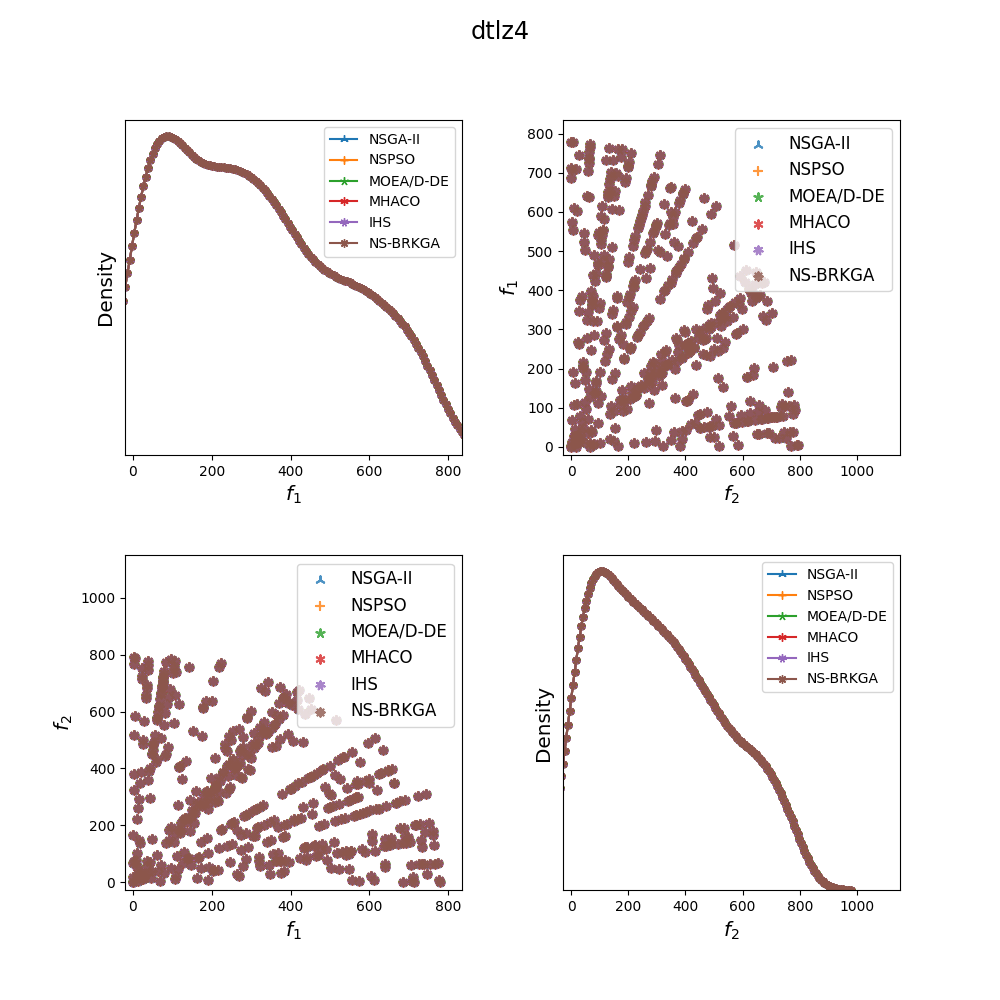 dtlz4
Density
NSGA-II
NSPSO
MOEA/D-DE
MHACO
IHS
NS-BRKGA
0 200 400 600 800
f1
f1
800
700
600
500
400
300
200
100
0
NSGA-II
NSPSO
MOEA/D-DE
MHACO
IHS
NS-BRKGA
0 200 400 600 800 1000
f2
f2
1000
800
600
400
200
0
NSGA-II
NSPSO
MOEA/D-DE
MHACO
IHS
NS-BRKGA
0 200 400 600 800
f1
Density
NSGA-II
NSPSO
MOEA/D-DE
MHACO
IHS
NS-BRKGA
0 200 400 600 800 1000
f2